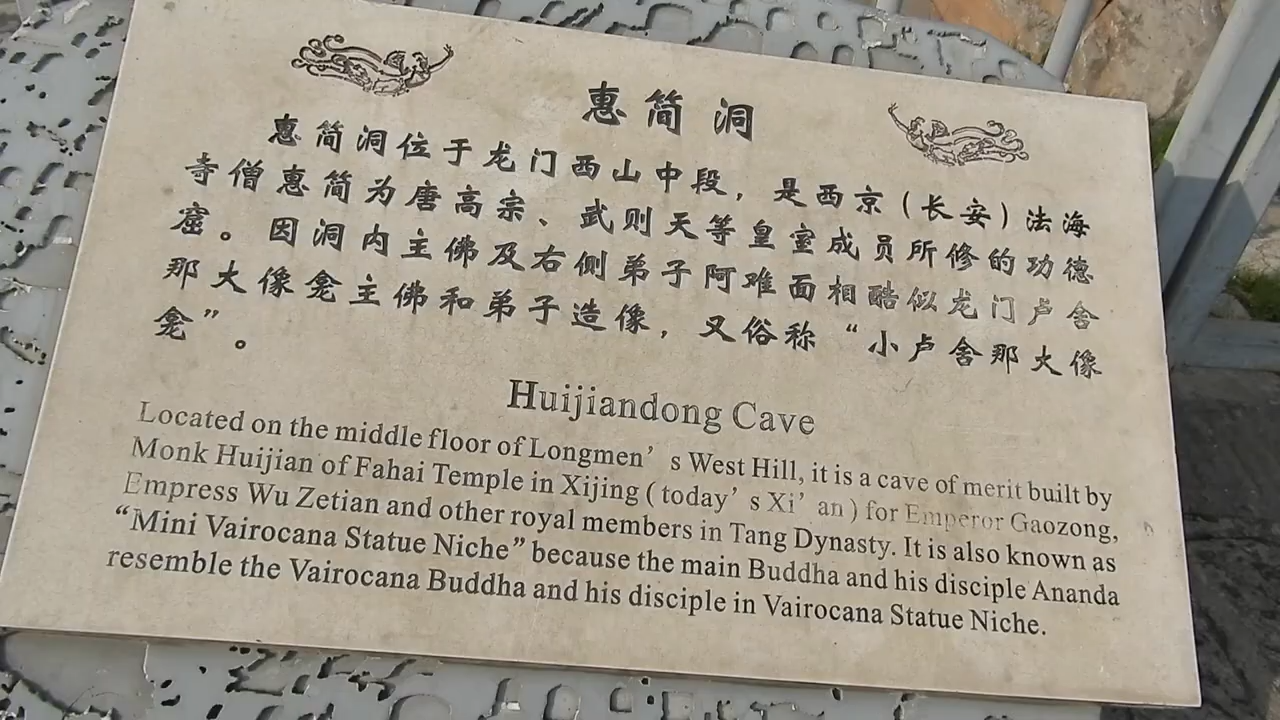 惠简洞
惠简洞位于龙门西山中段，是西京（长安）法海
寺僧惠简为唐高宗、武则天等皇室成员所修的功德
窟。因洞内主佛及右侧弟子阿难面相酷似龙门卢舍
那大像龛主佛和弟子造像，又俗称“小卢舍那大像
龛”。
Huijiandong Cave
Located on the middle floor of Longmen’s West Hill, it is a cave of merit built by
Monk Huijian of Fahai Temple in Xijing (today’s Xi’an) for Emperor Gaozong,
Empress Wu Zetian and other royal members in Tang Dynasty. It is also known as
“Mini Vairocana Statue Niche” because the main Buddha and his disciple Ananda
resemble the Vairocana Buddha and his disciple in Vairocana Statue Niche.